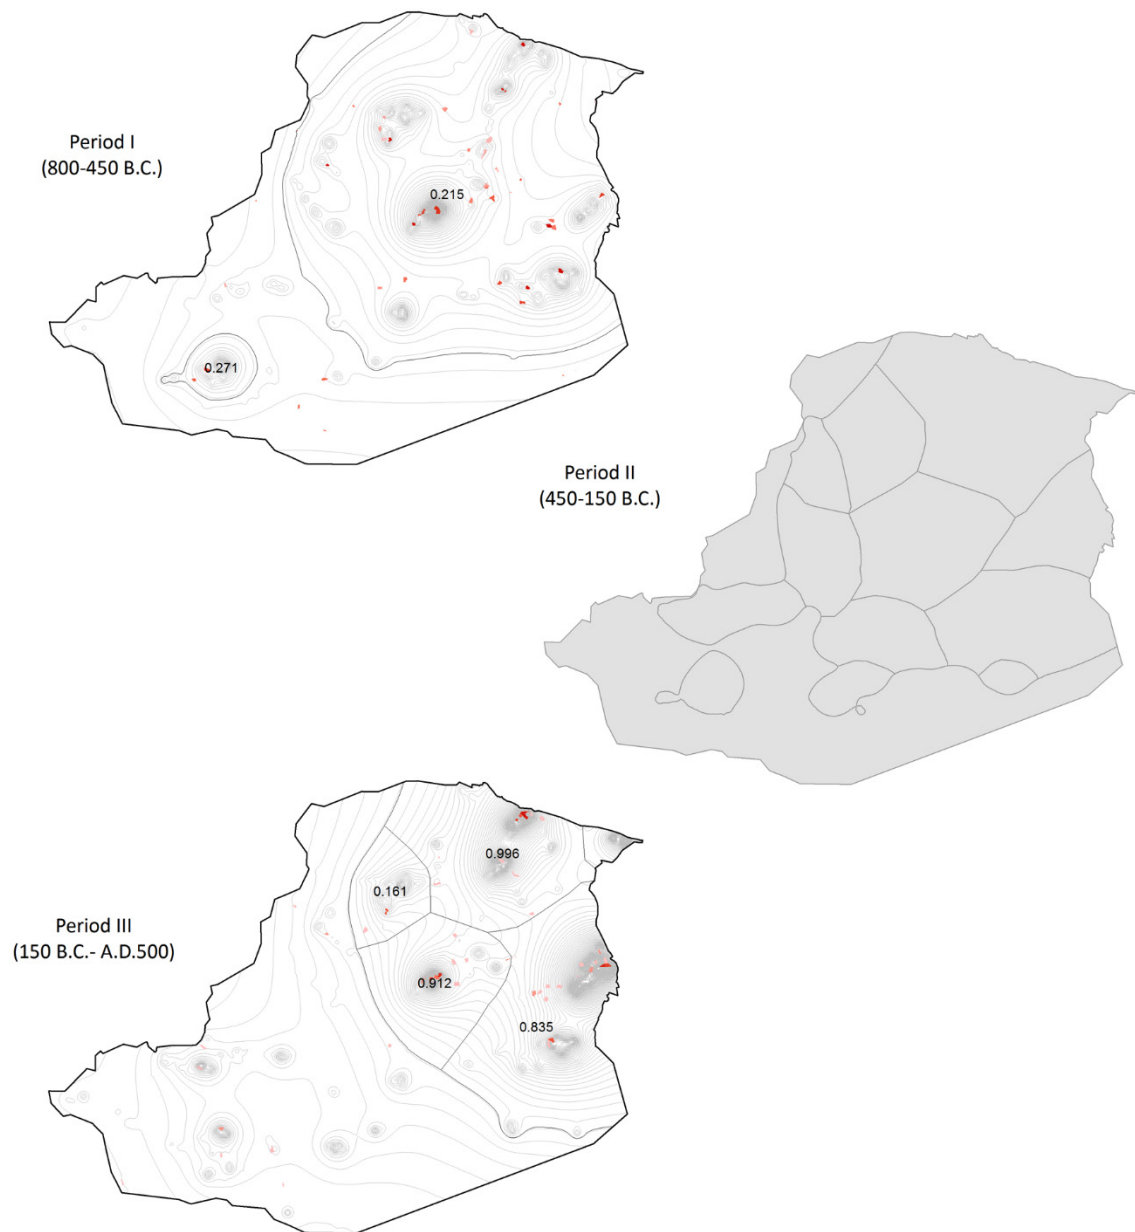 Period I
(800-450 B.C.)
0.215
0.271
Period II
(450-150 B.C.)
0.996
0.161
Period III
(150 B.C.- A.D.500)
0.912
0.835